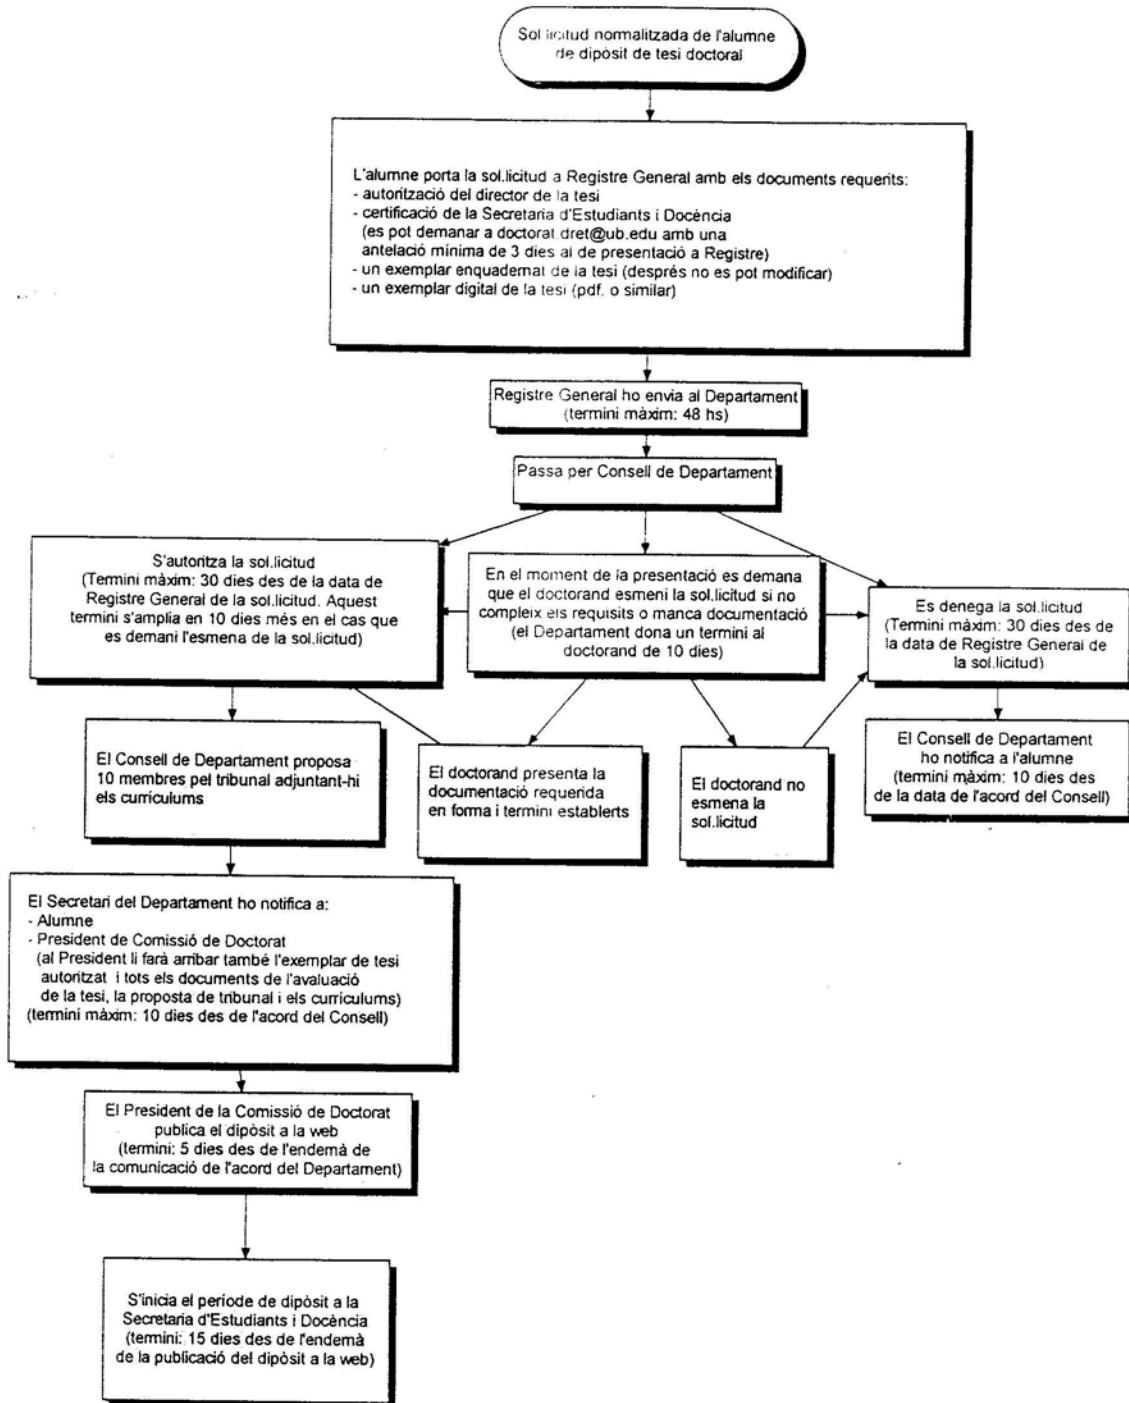 Sol.licitud normalitzada de l'alumne
de dipòsit de tesi doctoral
L'alumne porta la sol.licitud a Registre General amb els documents requerits:
- autorització del director de la tesi
- certificació de la Secretaria d'Estudiants i Docència
(es pot demanar a doctorat.dret@ub.edu amb una
antelació mínima de 3 dies al de presentació a Registre)
- un exemplar enquadernat de la tesi (després no es pot modificar)
- un exemplar digital de la tesi (pdf. o similar)
Registre General ho envia al Departament
(termini màxim: 48 hs)
Passa per Consell de Departament
S'autoritza la sol.licitud
(Termini màxim: 30 dies des de la data de
Registre General de la sol.licitud. Aquest
termini s'amplia en 10 dies més en el cas que
es demani l'esmena de la sol.licitud)
En el moment de la presentació es demana
que el doctorand esmeni la sol.licitud si no
compleix els requisits o manca documentació
(el Departament dona un termini al
doctorand de 10 dies)
Es denega la sol.licitud
(Termini màxim: 30 dies des de
la data de Registre General de
la sol.licitud)
El Consell de Departament proposa
10 membres pel tribunal adjuntant-hi
els currículums
El doctorand presenta la
documentació requerida
en forma i termini establerts
El doctorand no
esmena la
sol.licitud
El Consell de Departament
ho notifica a l'alumne
(termini màxim: 10 dies des
de la data de l'acord del Consell)
El Secretari del Departament ho notifica a:
- Alumne
- President de Comissió de Doctorat
(al President li farà arribar també l'exemplar de tesi
autoritzat i tots els documents de l'avaluació
de la tesi, la proposta de tribunal i els currículums)
(termini màxim: 10 dies des de l'acord del Consell)
El President de la Comissió de Doctorat
publica el dipòsit a la web
(termini: 5 dies des de l'endemà de
la comunicació de l'acord del Departament)
S'inicia el període de dipòsit a la
Secretaria d'Estudiants i Docència
(termini: 15 dies des de l'endemà
de la publicació del dipòsit a la web)